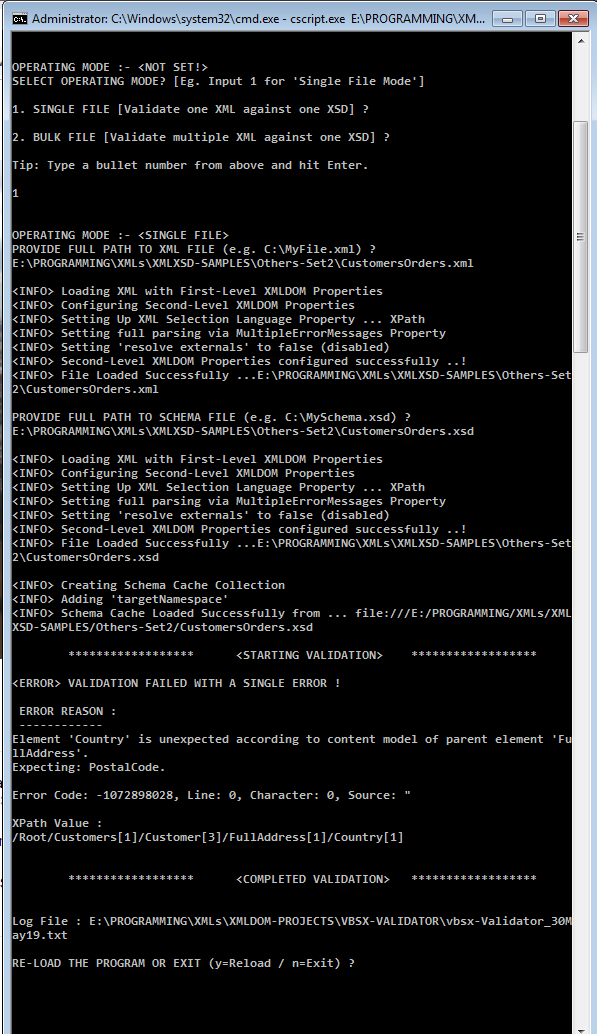 Administrator: C:\Windows\system32\cmd.exe - cscript.exe E:\PROGRAMMING\XM...
OPERATING MODE :- <NOT SET!>
SELECT OPERATING MODE? [Eg. Input 1 for 'Single File Mode']
1. SINGLE FILE [Validate one XML against one XSD] ?
2. BULK FILE [Validate multiple XML against one XSD] ?
Tip: Type a bullet number from above and hit Enter.
1
OPERATING MODE :- <SINGLE FILE>
PROVIDE FULL PATH TO XML FILE (e.g. C:\MyFile.xml) ?
E:\PROGRAMMING\XMLs\XMLXSD-SAMPLES\Others-Set2\CustomersOrders.xml
<INFO> Loading XML with First-Level XMLDOM Properties
<INFO> Configuring Second-Level XMLDOM Properties
<INFO> Setting Up XML Selection Language Property ... XPath
<INFO> Setting full parsing via MultipleErrorMessages Property
<INFO> Setting 'resolve externals' to false (disabled)
<INFO> Second-Level XMLDOM Properties configured successfully ..!
<INFO> File Loaded Successfully ...E:\PROGRAMMING\XMLs\XMLXSD-SAMPLES\Others-Set
2\CustomersOrders.xml
PROVIDE FULL PATH TO SCHEMA FILE (e.g. C:\MySchema.xsd) ?
E:\PROGRAMMING\XMLs\XMLXSD-SAMPLES\Others-Set2\CustomersOrders.xsd
<INFO> Loading XML with First-Level XMLDOM Properties
<INFO> Configuring Second-Level XMLDOM Properties
<INFO> Setting Up XML Selection Language Property ... XPath
<INFO> Setting full parsing via MultipleErrorMessages Property
<INFO> Setting 'resolve externals' to false (disabled)
<INFO> Second-Level XMLDOM Properties configured successfully ..!
<INFO> File Loaded Successfully ...E:\PROGRAMMING\XMLs\XMLXSD-SAMPLES\Others-Set
2\CustomersOrders.xsd
<INFO> Creating Schema Cache Collection
<INFO> Adding 'targetNamespace'
<INFO> Schema Cache Loaded Successfully from ... file:///E:/PROGRAMMING/XMLs/XML
XSD-SAMPLES/Others-Set2/CustomersOrders.xsd
****************** <STARTING VALIDATION> ******************
<ERROR> VALIDATION FAILED WITH A SINGLE ERROR !
ERROR REASON :
------------
Element 'Country' is unexpected according to content model of parent element 'Fu
llAddress'.
Expecting: PostalCode.
Error Code: -1072898028, Line: 0, Character: 0, Source: "
XPath Value :
/Root/Customers[1]/Customer[3]/FullAddress[1]/Country[1]
****************** <COMPLETED VALIDATION> ******************
Log File : E:\PROGRAMMING\XMLs\XMLDOM-PROJECTS\VBSX-VALIDATOR\vbsx-Validator_30M
ay19.txt
RE-LOAD THE PROGRAM OR EXIT (y=Reload / n=Exit) ?